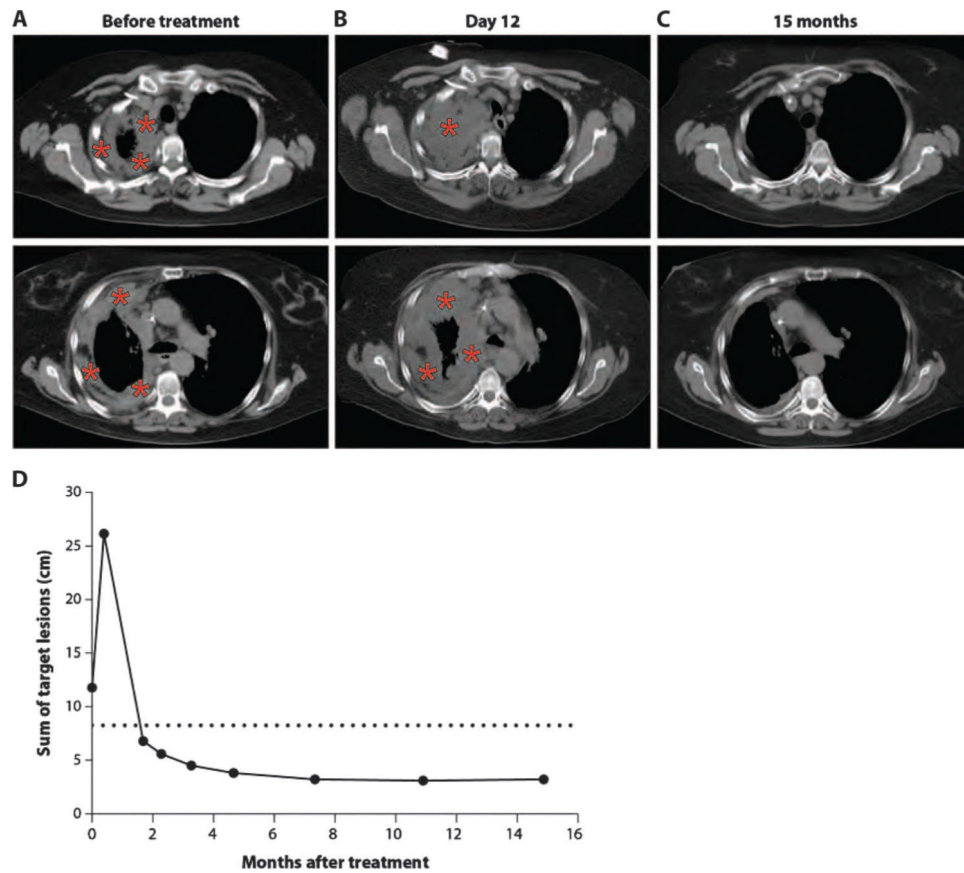 A Before treatment
B Day 12
C 15 months
*
*
*
*
*
*
*
*
*
*
D
Sum of target lesions (cm)
30
25
20
15
10
5
0
0 2 4 6 8 10 12 14 16
Months after treatment